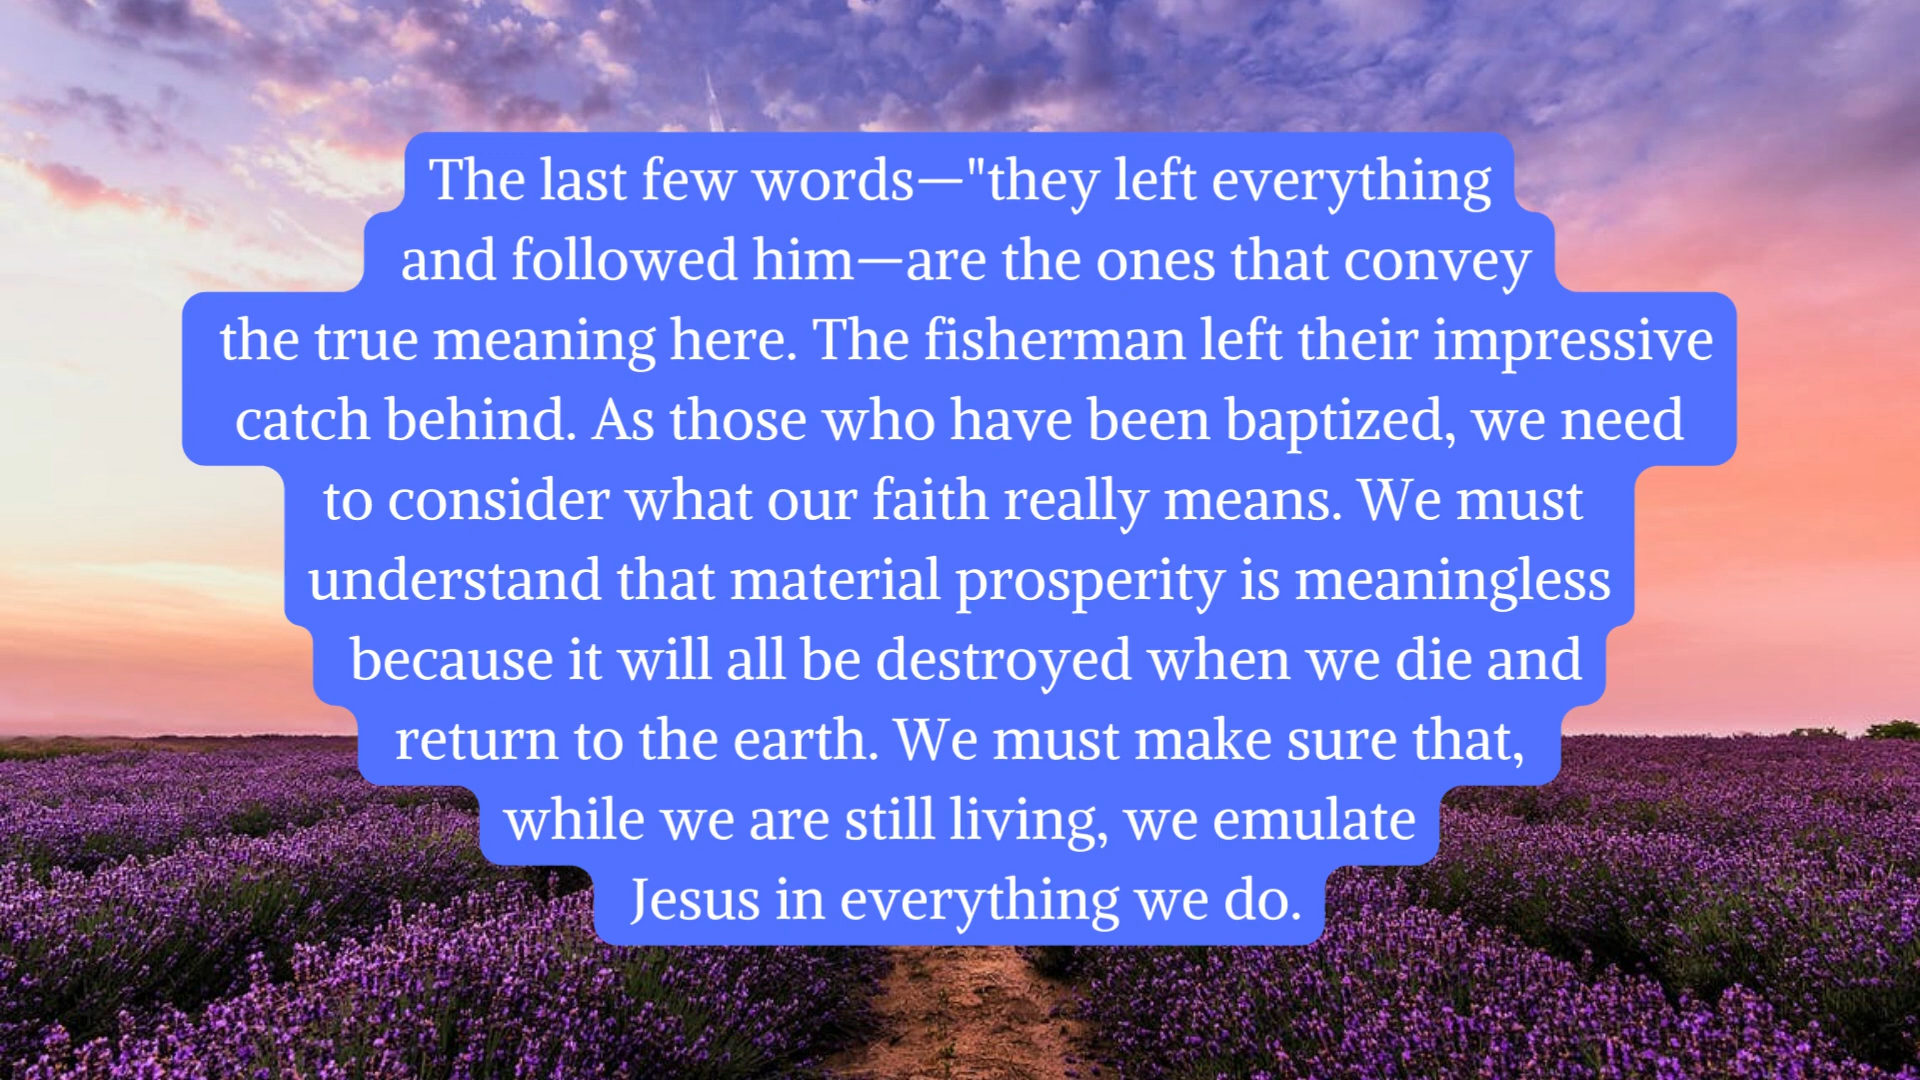 The last few words—"they left everything
and followed him—are the ones that convey
the true meaning here. The fisherman left their impressive
catch behind. As those who have been baptized, we need
to consider what our faith really means. We must
understand that material prosperity is meaningless
because it will all be destroyed when we die and
return to the earth. We must make sure that,
while we are still living, we emulate
Jesus in everything we do.